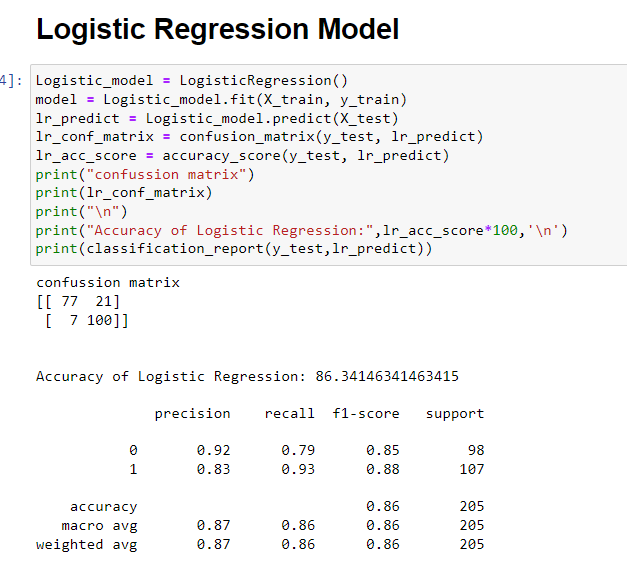 Logistic Regression Model
4]: Logistic_model = LogisticRegression()
model = Logistic_model.fit(X_train, y_train)
lr_predict = Logistic_model.predict(X_test)
lr_conf_matrix = confusion_matrix(y_test, lr_predict)
lr_acc_score = accuracy_score(y_test, lr_predict)
print("confussion matrix")
print(lr_conf_matrix)
print("\n")
print("Accuracy of Logistic Regression:",lr_acc_score*100,'\n')
print(classification_report(y_test,lr_predict))
confussion matrix
[[ 77  21]
 [  7 100]]
Accuracy of Logistic Regression: 86.34146341463415
              precision    recall  f1-score   support
           0       0.92      0.79      0.85        98
           1       0.83      0.93      0.88       107
    accuracy                           0.86       205
   macro avg       0.87      0.86      0.86       205
weighted avg       0.87      0.86      0.86       205